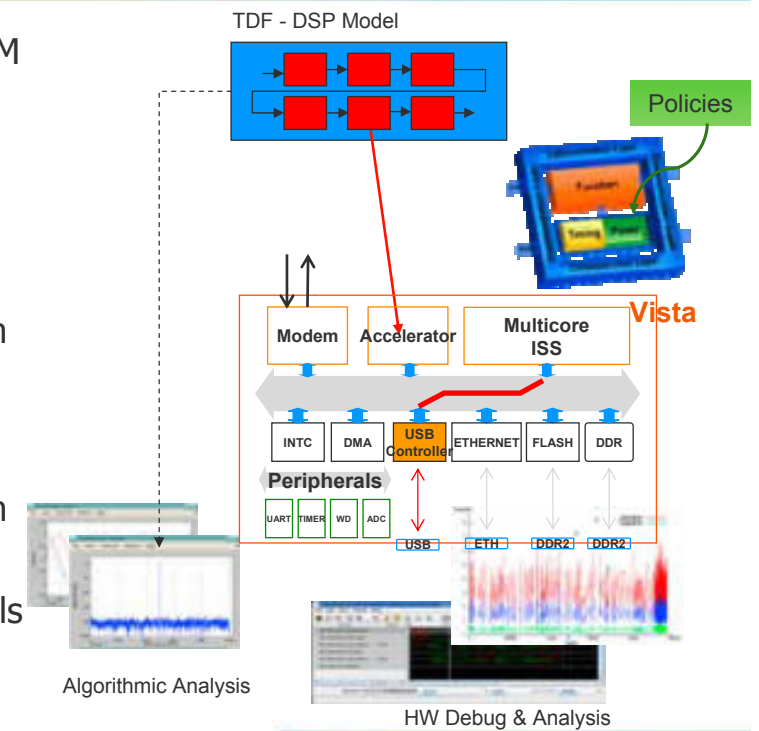 TDF - DSP Model
M
Policies
Function
Timing Power
n
Vista
Modem
Accelerator
Multicore
ISS
INTC
DMA
USB
Controller
ETHERNET
FLASH
DDR
Peripherals
UART
TIMER
WD
ADC
n
USB
ETH
DDR2
DDR2
ls
Algorithmic Analysis
HW Debug & Analysis